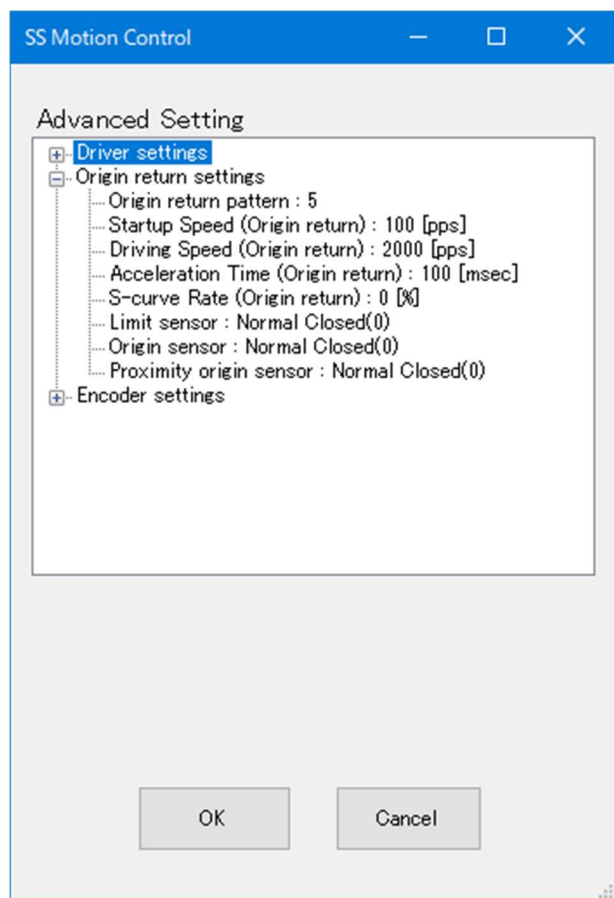 SS Motion Control
Advanced Setting
Driver settings
Origin return settings
Origin return pattern : 5
Startup Speed (Origin return) : 100 [pps]
Driving Speed (Origin return) : 2000 [pps]
Acceleration Time (Origin return) : 100 [msec]
S-curve Rate (Origin return) : 0 [%]
Limit sensor : Normal Closed(0)
Origin sensor : Normal Closed(0)
Proximity origin sensor : Normal Closed(0)
Encoder settings
OK
Cancel